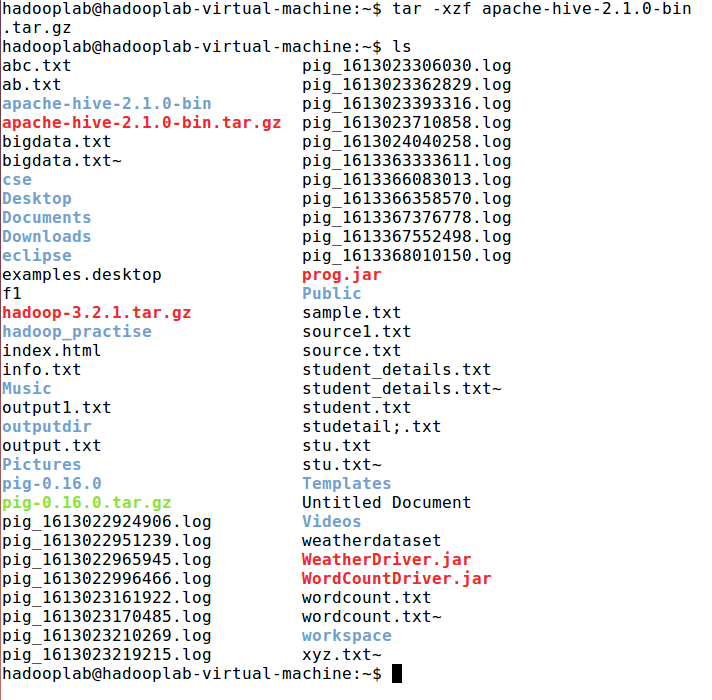 hadooplab@hadooplab-virtual-machine:~$ tar -xzf apache-hive-2.1.0-bin
.tar.gz
hadooplab@hadooplab-virtual-machine:~$ ls
abc.txt                       pig_1613023306030.log
ab.txt                        pig_1613023362829.log
apache-hive-2.1.0-bin         pig_1613023393316.log
apache-hive-2.1.0-bin.tar.gz  pig_1613023710858.log
bigdata.txt                   pig_1613024040258.log
bigdata.txt~                  pig_1613363333611.log
cse                           pig_1613366083013.log
Desktop                       pig_1613366358570.log
Documents                     pig_1613367376778.log
Downloads                     pig_1613367552498.log
eclipse                       pig_1613368010150.log
examples.desktop              prog.jar
f1                            Public
hadoop-3.2.1.tar.gz           sample.txt
hadoop_practise               source1.txt
index.html                    source.txt
info.txt                      student_details.txt
Music                         student_details.txt~
output1.txt                   student.txt
outputdir                     studetail;.txt
output.txt                    stu.txt
Pictures                      stu.txt~
pig-0.16.0                    Templates
pig-0.16.0.tar.gz             Untitled Document
pig_1613022924906.log         Videos
pig_1613022951239.log         weatherdataset
pig_1613022965945.log         WeatherDriver.jar
pig_1613022996466.log         WordCountDriver.jar
pig_1613023161922.log         wordcount.txt
pig_1613023170485.log         wordcount.txt~
pig_1613023210269.log         workspace
pig_1613023219215.log         xyz.txt~
hadooplab@hadooplab-virtual-machine:~$